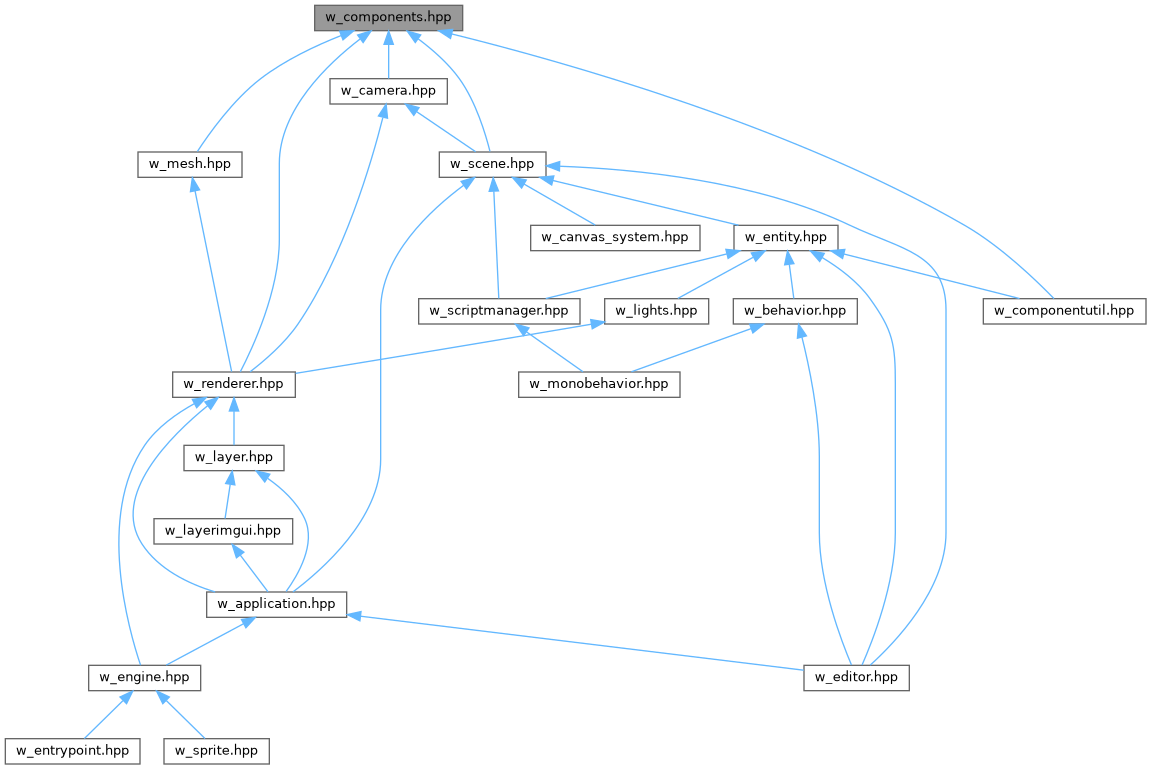 w_components.hpp
w_camera.hpp
w_mesh.hpp
w_scene.hpp
w_canvas_system.hpp
w_entity.hpp
w_scriptmanager.hpp
w_lights.hpp
w_behavior.hpp
w_componentutil.hpp
w_renderer.hpp
w_monobehavior.hpp
w_layer.hpp
w_layerimgui.hpp
w_application.hpp
w_engine.hpp
w_editor.hpp
w_entrypoint.hpp
w_sprite.hpp